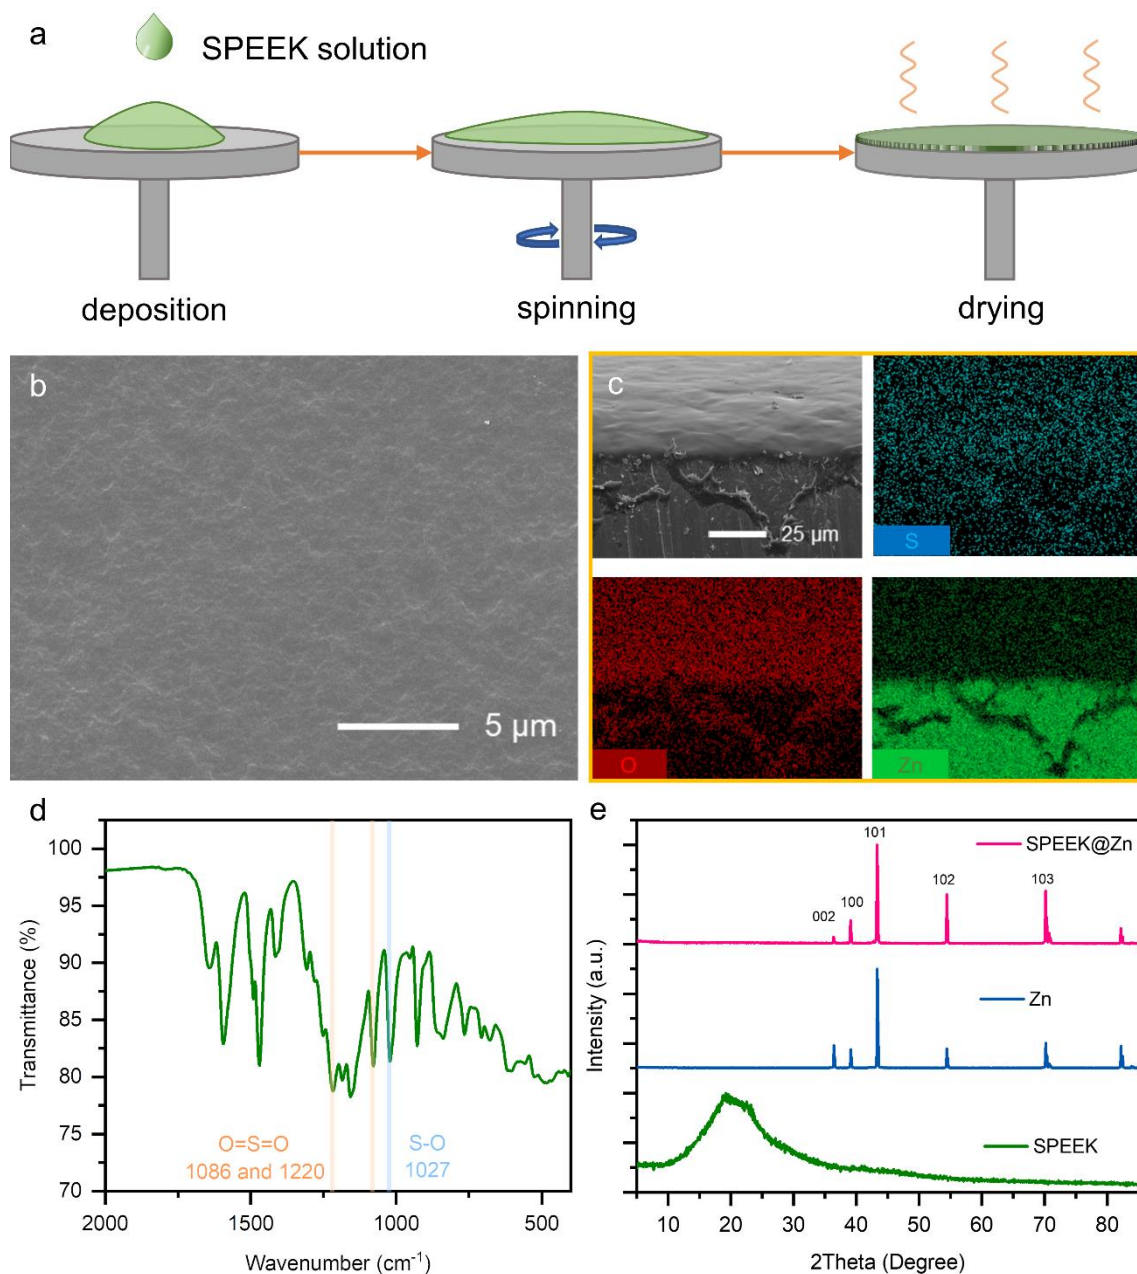 a
SPEEK solution
deposition
spinning
drying
b
5 μm
c
25 μm
S
O
Zn
d
100
95
90
85
80
75
70
Transmittance (%)
O=S=O
1086 and 1220
S-O
1027
2000
1500
1000
500
Wavenumber (cm⁻¹)
e
101
SPEEK@Zn
002
100
102
103
Zn
SPEEK
Intensity (a.u.)
10
20
30
40
50
60
70
80
2Theta (Degree)